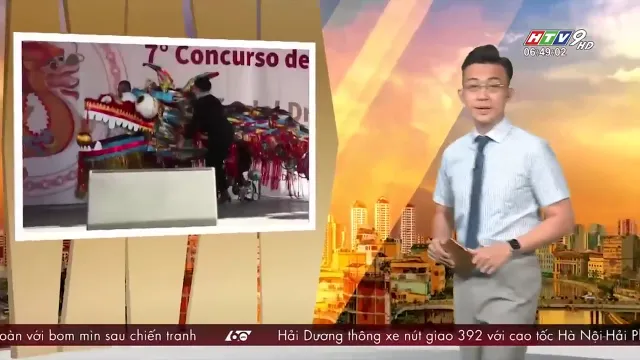 7° Concurso de
HTV9 HD
06:49:02
oàn với bom mìn sau chiến tranh
60
Hải Dương thông xe nút giao 392 với cao tốc Hà Nội-Hải P